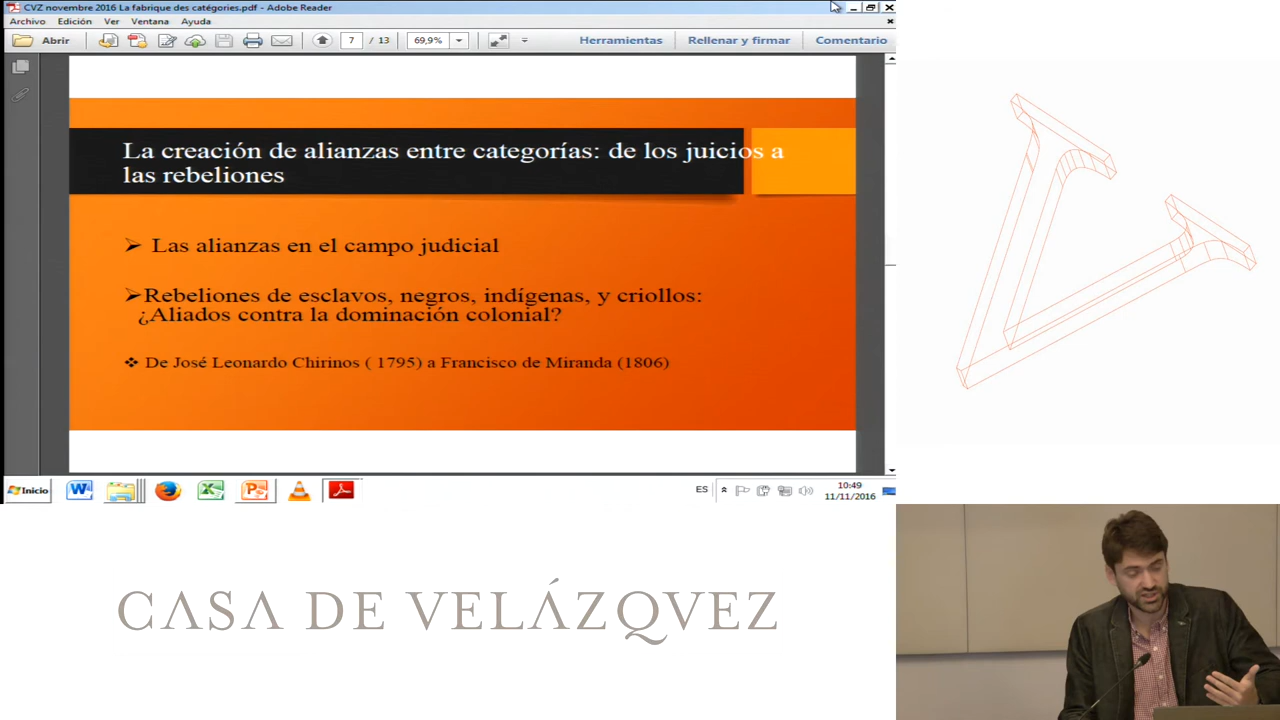 CVZ novembre 2016 La fabrique des catégories.pdf - Adobe Reader
Archivo Edición Ver Ventana Ayuda
Abrir 7 / 13 69,9% Herramientas Rellenar y firmar Comentario
La creación de alianzas entre categorías: de los juicios a
las rebeliones
➢ Las alianzas en el campo judicial
➢Rebeliones de esclavos, negros, indígenas, y criollos:
¿Aliados contra la dominación colonial?
❖ De José Leonardo Chirinos ( 1795) a Francisco de Miranda (1806)
Inicio ES 10:49
11/11/2016
CASA DE VELÁZQVEZ